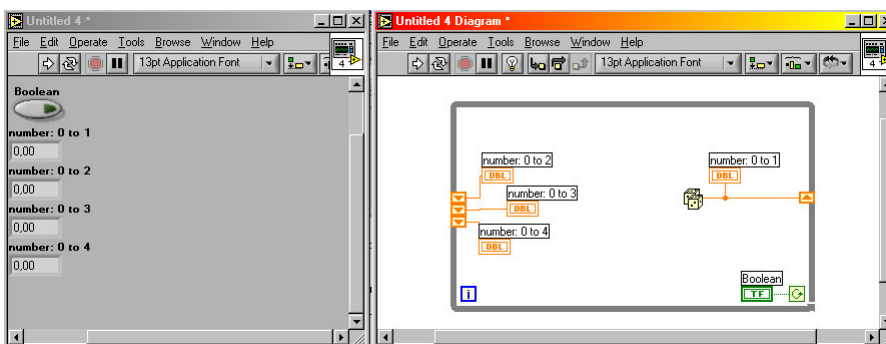 Untitled 4 *
File Edit Operate Tools Browse Window Help
13pt Application Font
4
Boolean
number: 0 to 1
0,00
number: 0 to 2
0,00
number: 0 to 3
0,00
number: 0 to 4
0,00
Untitled 4 Diagram *
File Edit Operate Tools Browse Window Help
13pt Application Font
4
number: 0 to 2
DBL
number: 0 to 3
DBL
number: 0 to 4
DBL
number: 0 to 1
DBL
i
Boolean
TF